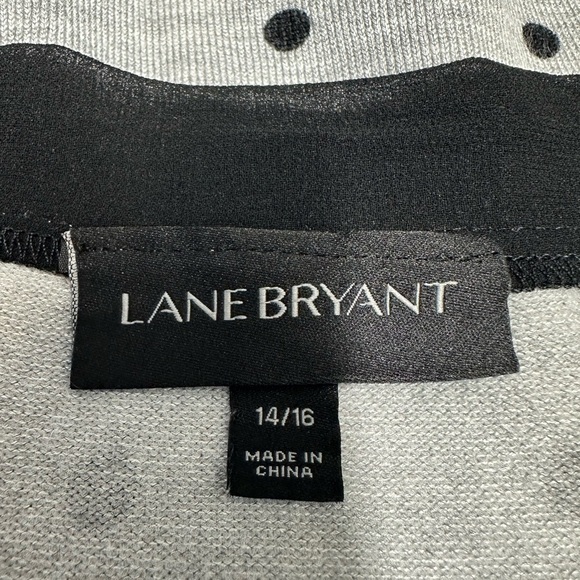 LANE BRYANT
14/16
MADE IN
CHINA